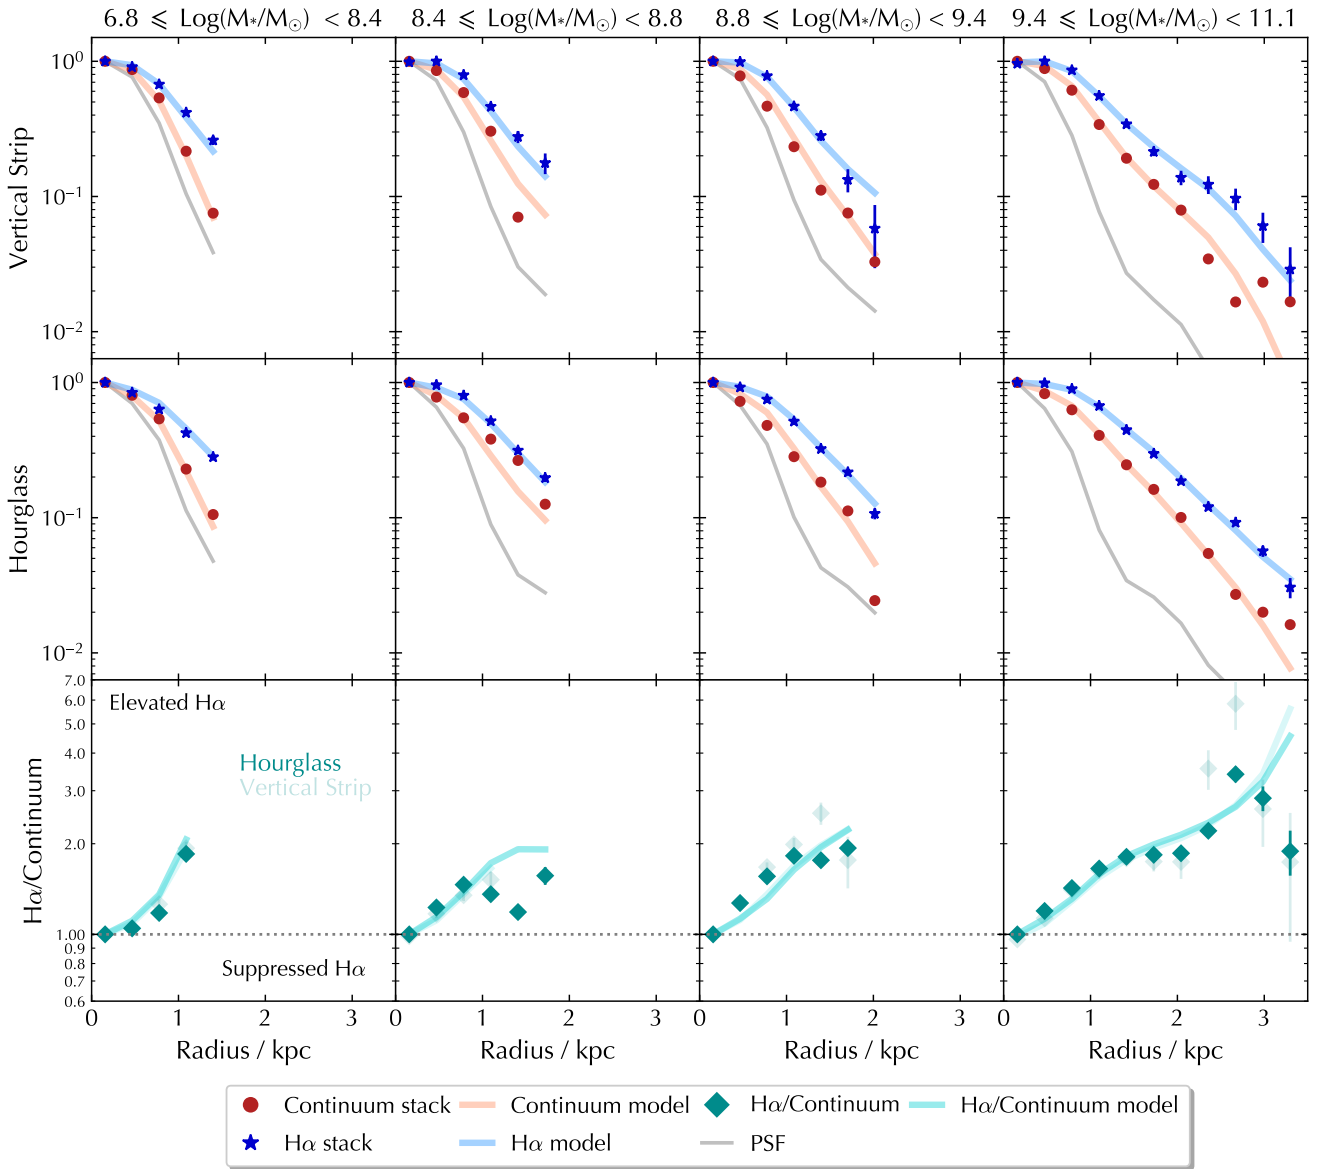 6.8 ⩽ Log(M*/M⊙) < 8.4
8.4 ⩽ Log(M*/M⊙) < 8.8
8.8 ⩽ Log(M*/M⊙) < 9.4
9.4 ⩽ Log(M*/M⊙) < 11.1
Vertical Strip
10⁰
10⁻¹
10⁻²
Hourglass
10⁰
10⁻¹
10⁻²
Hα/Continuum
7.0
6.0
5.0
4.0
3.0
2.0
1.00
0.9
0.8
0.7
0.6
Elevated Hα
Hourglass
Vertical Strip
Suppressed Hα
0 1 2 3
0 1 2 3
0 1 2 3
0 1 2 3
Radius / kpc
Radius / kpc
Radius / kpc
Radius / kpc
Continuum stack
Continuum model
Hα/Continuum
Hα/Continuum model
Hα stack
Hα model
PSF